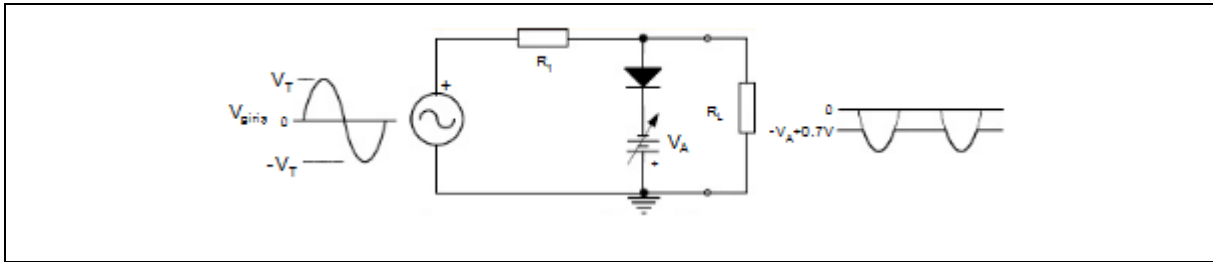 V_T
V_giriş
0
-V_T
+
R_1
V_A
+
R_L
0
-V_A+0.7V